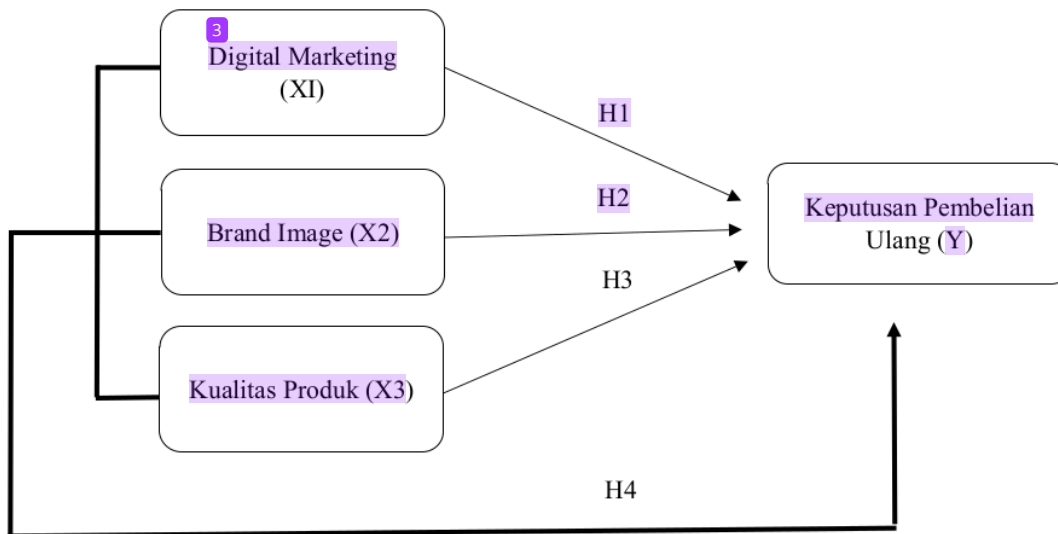 3
Digital Marketing
(XI)
H1
Brand Image (X2)
H2
Keputusan Pembelian
Ulang (Y)
H3
Kualitas Produk (X3)
H4